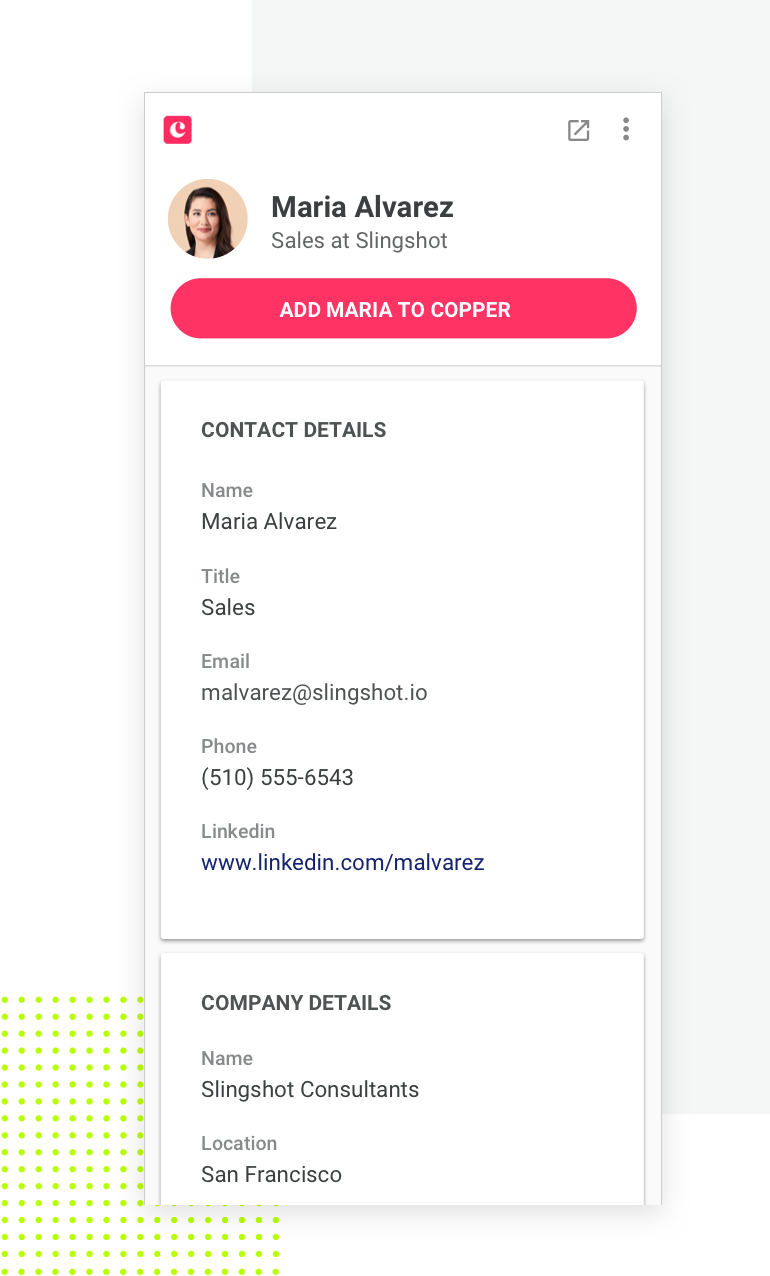 Maria Alvarez
Sales at Slingshot
ADD MARIA TO COPPER
CONTACT DETAILS
Name
Maria Alvarez
Title
Sales
Email
malvarez@slingshot.io
Phone
(510) 555-6543
Linkedin
www.linkedin.com/malvarez
COMPANY DETAILS
Name
Slingshot Consultants
Location
San Francisco